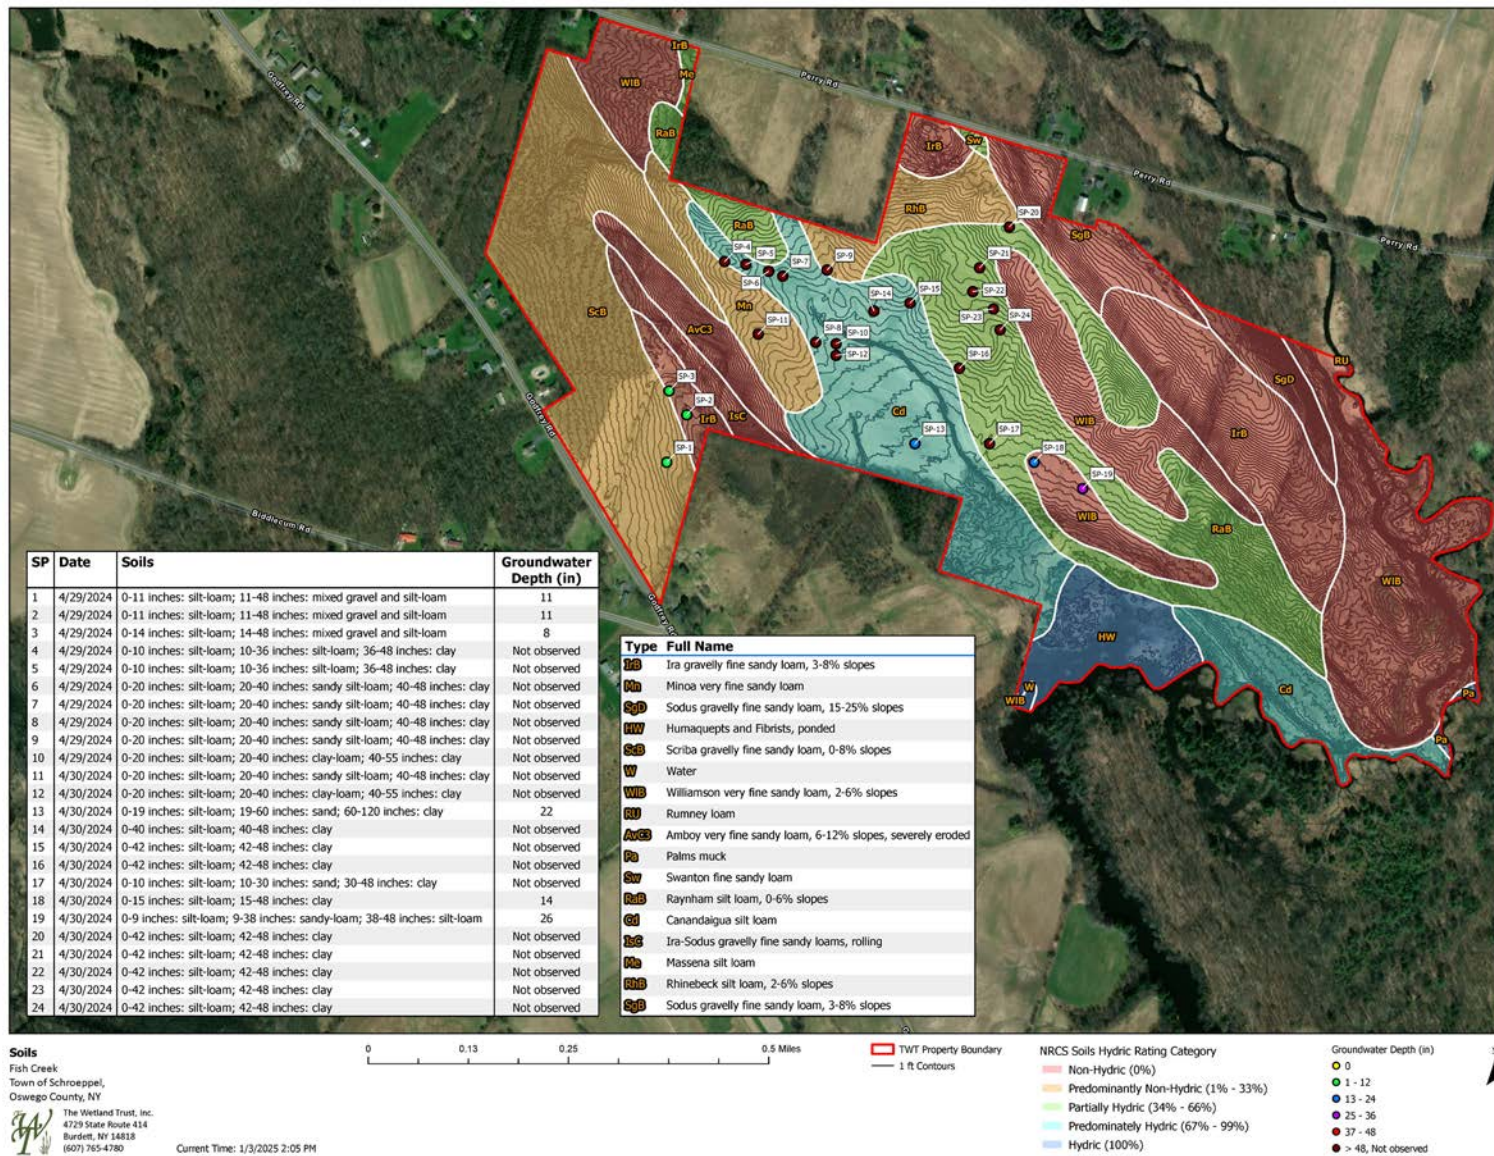 IrB
Me
WIB
RaB
Godfrey Rd
Perry Rd
IrB
Sw
Perry Rd
Perry Rd
RhB
SP-20
SgB
RaB
SP-4
SP-5
SP-7
SP-9
SP-21
SP-6
SP-14
SP-15
SP-22
Mn
ScB
SP-11
SP-8
SP-10
SP-23
SP-24
AvC3
SP-12
RU
SP-16
SgD
SP-3
SP-2
IrB
IsC
Cd
WIB
IrB
Godfrey Rd
SP-13
SP-17
SP-1
SP-18
SP-19
WIB
RaB
Biddlecum Rd
WIB
Godfrey Rd
HW
W
WIB
Cd
Pa
Pa
SP Date Soils Groundwater
Depth (in)
1 4/29/2024 0-11 inches: silt-loam; 11-48 inches: mixed gravel and silt-loam 11
2 4/29/2024 0-11 inches: silt-loam; 11-48 inches: mixed gravel and silt-loam 11
3 4/29/2024 0-14 inches: silt-loam; 14-48 inches: mixed gravel and silt-loam 8
4 4/29/2024 0-10 inches: silt-loam; 10-36 inches: silt-loam; 36-48 inches: clay Not observed
5 4/29/2024 0-10 inches: silt-loam; 10-36 inches: silt-loam; 36-48 inches: clay Not observed
6 4/29/2024 0-20 inches: silt-loam; 20-40 inches: sandy silt-loam; 40-48 inches: clay Not observed
7 4/29/2024 0-20 inches: silt-loam; 20-40 inches: sandy silt-loam; 40-48 inches: clay Not observed
8 4/29/2024 0-20 inches: silt-loam; 20-40 inches: sandy silt-loam; 40-48 inches: clay Not observed
9 4/29/2024 0-20 inches: silt-loam; 20-40 inches: sandy silt-loam; 40-48 inches: clay Not observed
10 4/29/2024 0-20 inches: silt-loam; 20-40 inches: clay-loam; 40-55 inches: clay Not observed
11 4/30/2024 0-20 inches: silt-loam; 20-40 inches: sandy silt-loam; 40-48 inches: clay Not observed
12 4/30/2024 0-20 inches: silt-loam; 20-40 inches: clay-loam; 40-55 inches: clay Not observed
13 4/30/2024 0-19 inches: silt-loam; 19-60 inches: sand; 60-120 inches: clay 22
14 4/30/2024 0-40 inches: silt-loam; 40-48 inches: clay Not observed
15 4/30/2024 0-42 inches: silt-loam; 42-48 inches: clay Not observed
16 4/30/2024 0-42 inches: silt-loam; 42-48 inches: clay Not observed
17 4/30/2024 0-10 inches: silt-loam; 10-30 inches: sand; 30-48 inches: clay Not observed
18 4/30/2024 0-15 inches: silt-loam; 15-48 inches: clay 14
19 4/30/2024 0-9 inches: silt-loam; 9-38 inches: sandy-loam; 38-48 inches: silt-loam 26
20 4/30/2024 0-42 inches: silt-loam; 42-48 inches: clay Not observed
21 4/30/2024 0-42 inches: silt-loam; 42-48 inches: clay Not observed
22 4/30/2024 0-42 inches: silt-loam; 42-48 inches: clay Not observed
23 4/30/2024 0-42 inches: silt-loam; 42-48 inches: clay Not observed
24 4/30/2024 0-42 inches: silt-loam; 42-48 inches: clay Not observed
Type Full Name
IrB Ira gravelly fine sandy loam, 3-8% slopes
Mn Minoa very fine sandy loam
SgD Sodus gravelly fine sandy loam, 15-25% slopes
HW Humaquepts and Fibrists, ponded
ScB Scriba gravelly fine sandy loam, 0-8% slopes
W Water
WIB Williamson very fine sandy loam, 2-6% slopes
RU Rumney loam
AvC3 Amboy very fine sandy loam, 6-12% slopes, severely eroded
Pa Palms muck
Sw Swanton fine sandy loam
RaB Raynham silt loam, 0-6% slopes
Cd Canandaigua silt loam
IsC Ira-Sodus gravelly fine sandy loams, rolling
Me Massena silt loam
RhB Rhinebeck silt loam, 2-6% slopes
SgB Sodus gravelly fine sandy loam, 3-8% slopes
Soils
Fish Creek
Town of Schroeppel,
Oswego County, NY
The Wetland Trust, Inc.
4729 State Route 414
Burdett, NY 14818
(607) 765-4780
Current Time: 1/3/2025 2:05 PM
0 0.13 0.25 0.5 Miles
TWT Property Boundary
1 ft Contours
NRCS Soils Hydric Rating Category
Non-Hydric (0%)
Predominantly Non-Hydric (1% - 33%)
Partially Hydric (34% - 66%)
Predominately Hydric (67% - 99%)
Hydric (100%)
Groundwater Depth (in)
0
1 - 12
13 - 24
25 - 36
37 - 48
> 48, Not observed